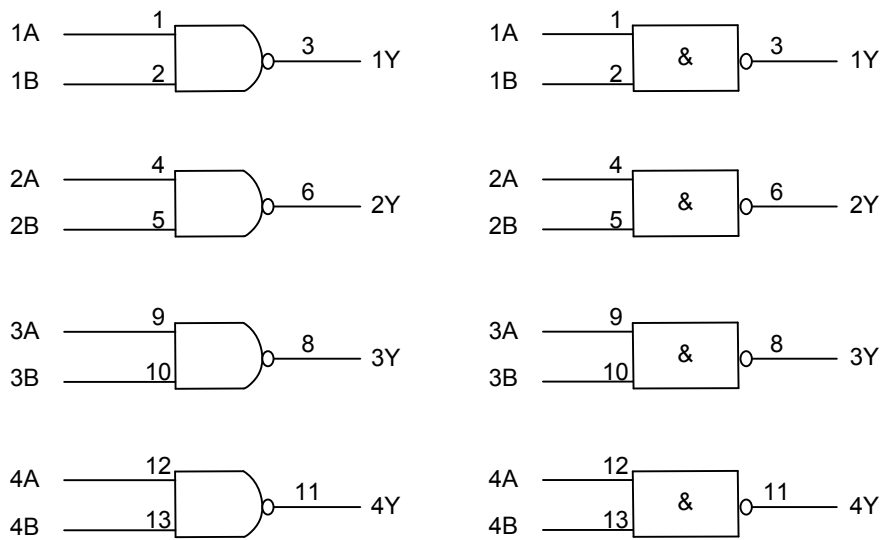 1A 1 3 1Y
1B 2
2A 4 6 2Y
2B 5
3A 9 8 3Y
3B 10
4A 12 11 4Y
4B 13
1A 1 & 3 1Y
1B 2
2A 4 & 6 2Y
2B 5
3A 9 & 8 3Y
3B 10
4A 12 & 11 4Y
4B 13